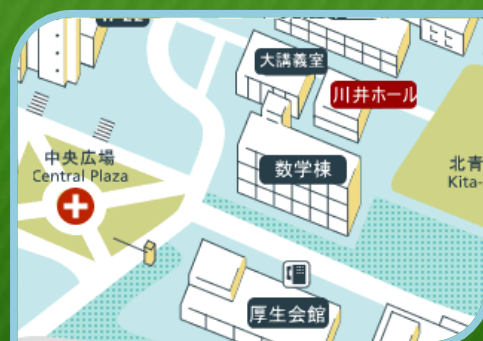 大講義室
川井ホール
中央広場
Central Plaza
数学棟
北青
Kita-
厚生会館